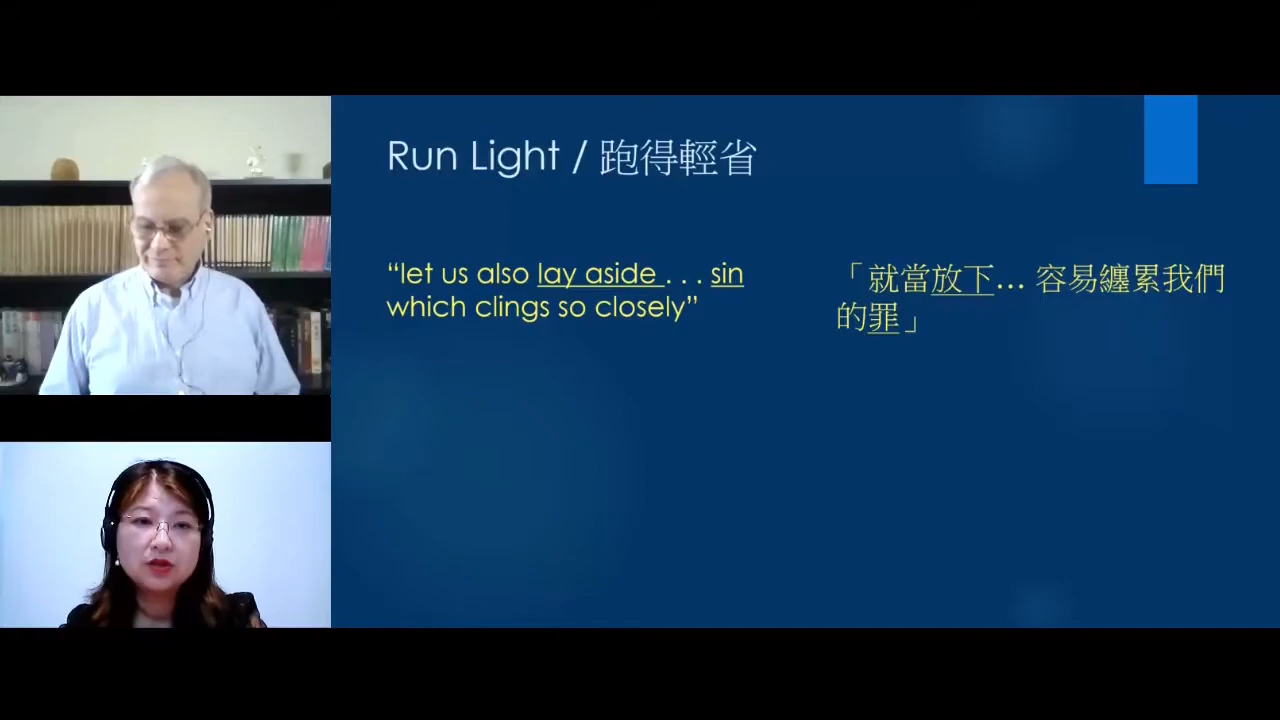 Run Light / 跑得輕省
“let us also lay aside . . . sin
which clings so closely”
「就當放下… 容易纏累我們
的罪」